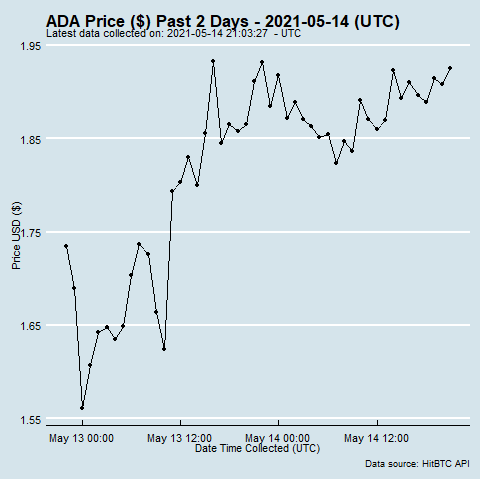 ADA Price ($) Past 2 Days - 2021-05-14 (UTC)
Latest data collected on: 2021-05-14 21:03:27 - UTC
1.95
1.85
1.75
1.65
1.55
Price USD ($)
May 13 00:00 May 13 12:00 May 14 00:00 May 14 12:00
Date Time Collected (UTC)
Data source: HitBTC API